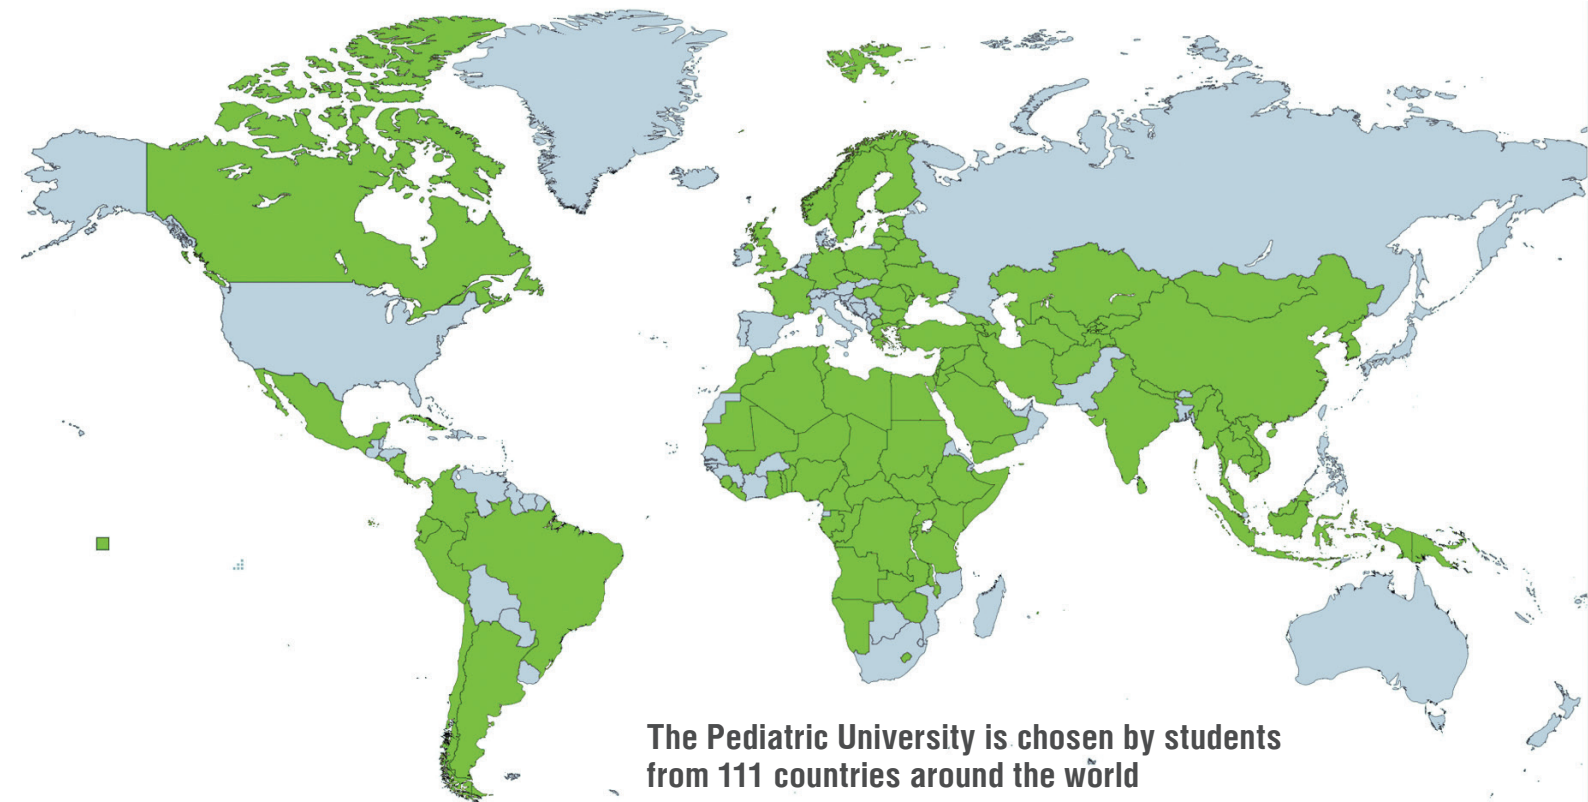 The Pediatric University is chosen by students
from 111 countries around the world